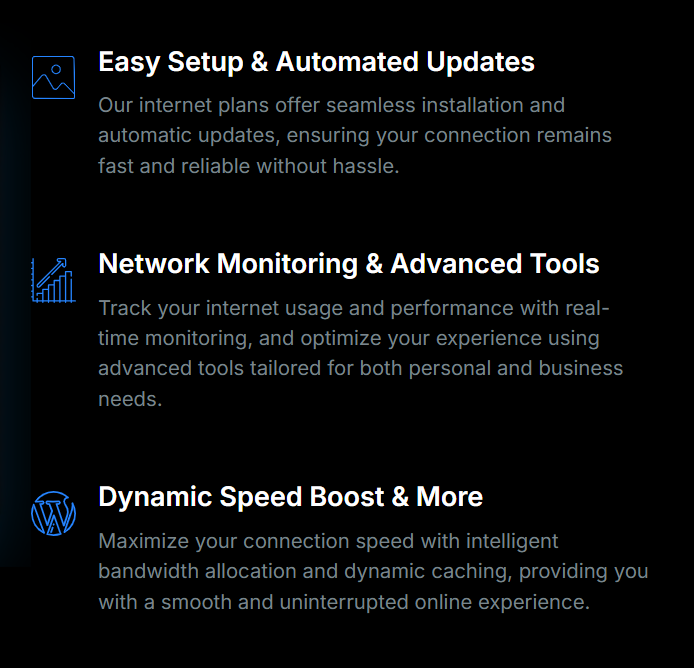 Easy Setup & Automated Updates
Our internet plans offer seamless installation and
automatic updates, ensuring your connection remains
fast and reliable without hassle.
Network Monitoring & Advanced Tools
Track your internet usage and performance with real-
time monitoring, and optimize your experience using
advanced tools tailored for both personal and business
needs.
Dynamic Speed Boost & More
Maximize your connection speed with intelligent
bandwidth allocation and dynamic caching, providing you
with a smooth and uninterrupted online experience.